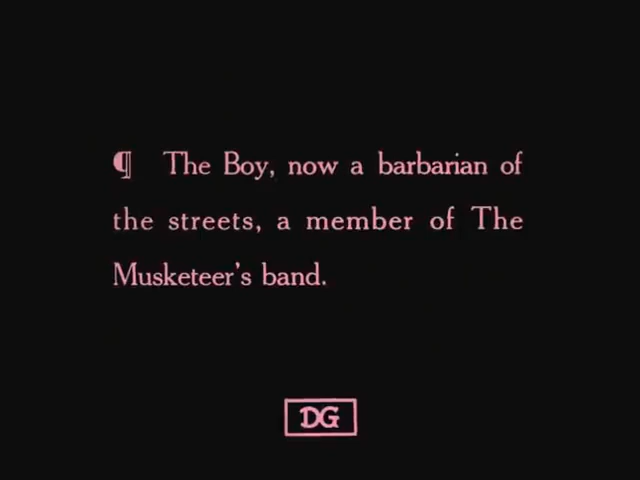 ¶ The Boy, now a barbarian of
the streets, a member of The
Musketeer's band.
DG